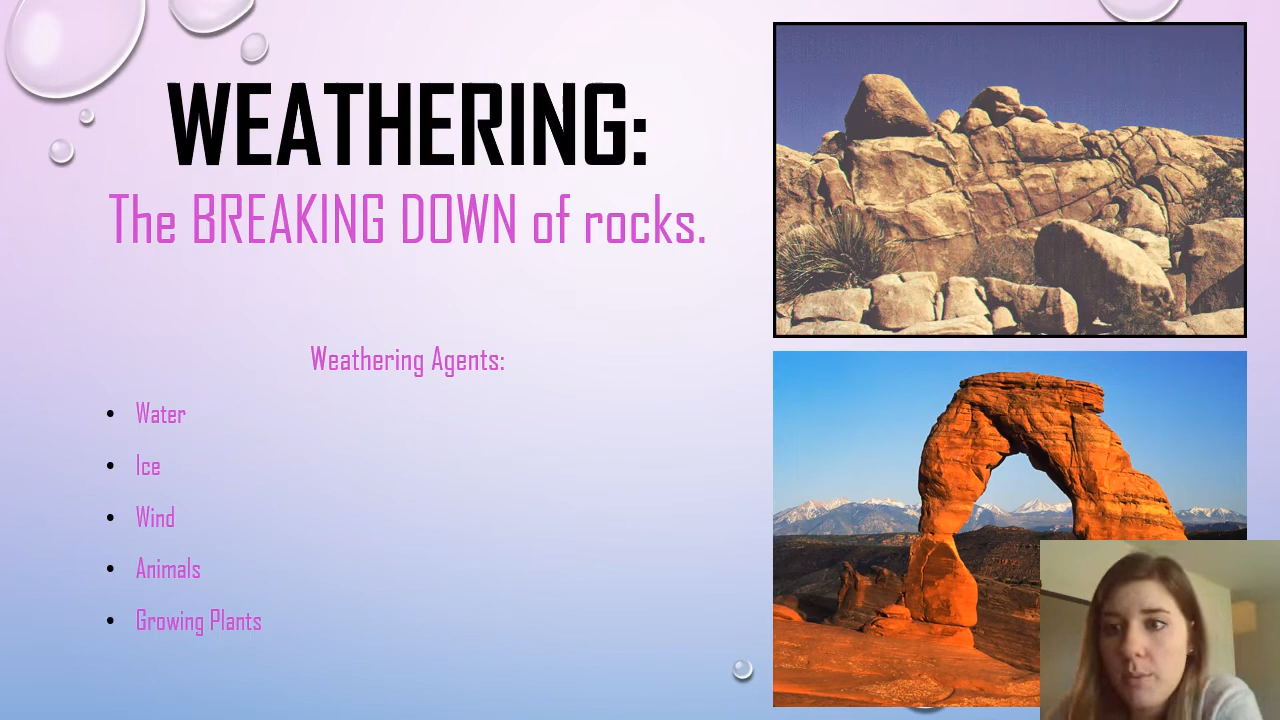 WEATHERING:
The BREAKING DOWN of rocks.
Weathering Agents:
• Water
• Ice
• Wind
• Animals
• Growing Plants